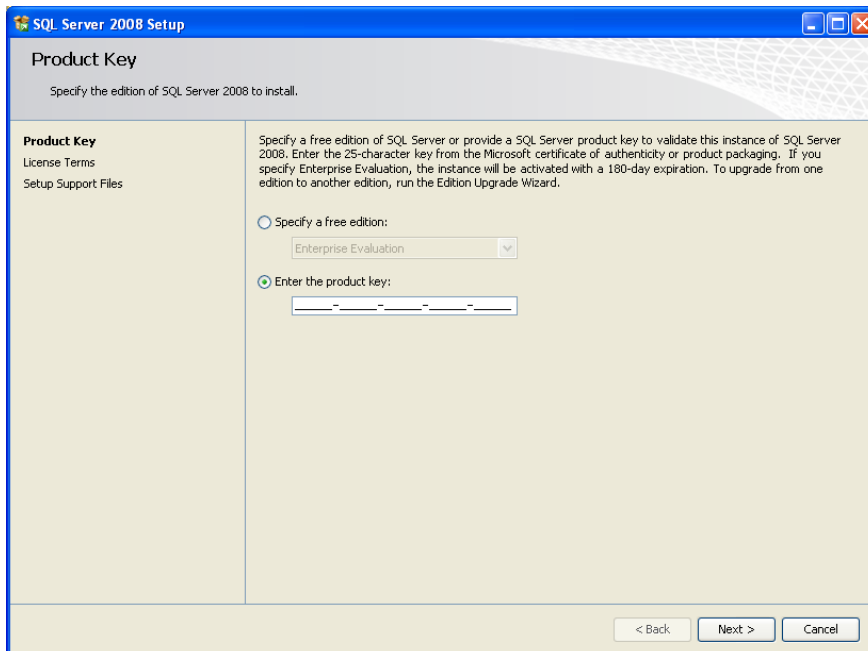 SQL Server 2008 Setup
Product Key
Specify the edition of SQL Server 2008 to install.
Product Key
License Terms
Setup Support Files
Specify a free edition of SQL Server or provide a SQL Server product key to validate this instance of SQL Server
2008. Enter the 25-character key from the Microsoft certificate of authenticity or product packaging. If you
specify Enterprise Evaluation, the instance will be activated with a 180-day expiration. To upgrade from one
edition to another edition, run the Edition Upgrade Wizard.
Specify a free edition:
Enterprise Evaluation
Enter the product key:
_____-_____-_____-_____-_____
< Back
Next >
Cancel